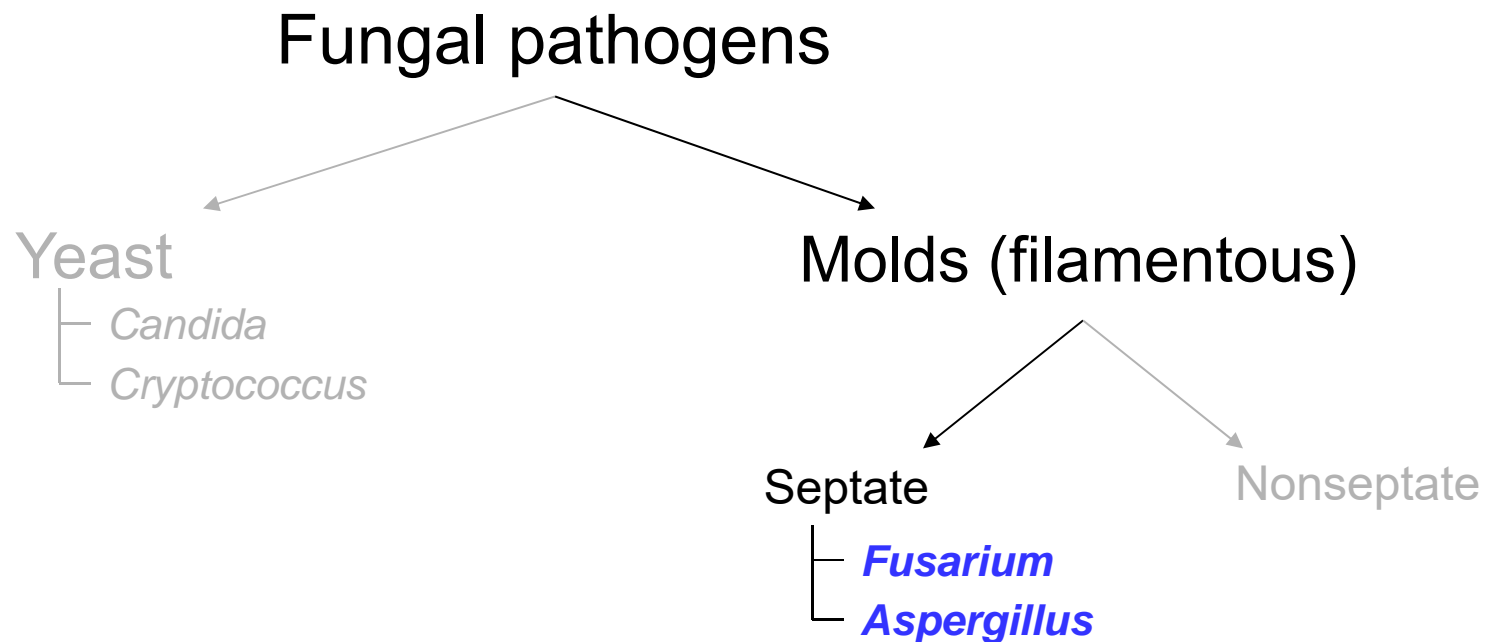 Fungal pathogens
Yeast
Candida
Cryptococcus
Molds (filamentous)
Septate
Fusarium
Aspergillus
Nonseptate